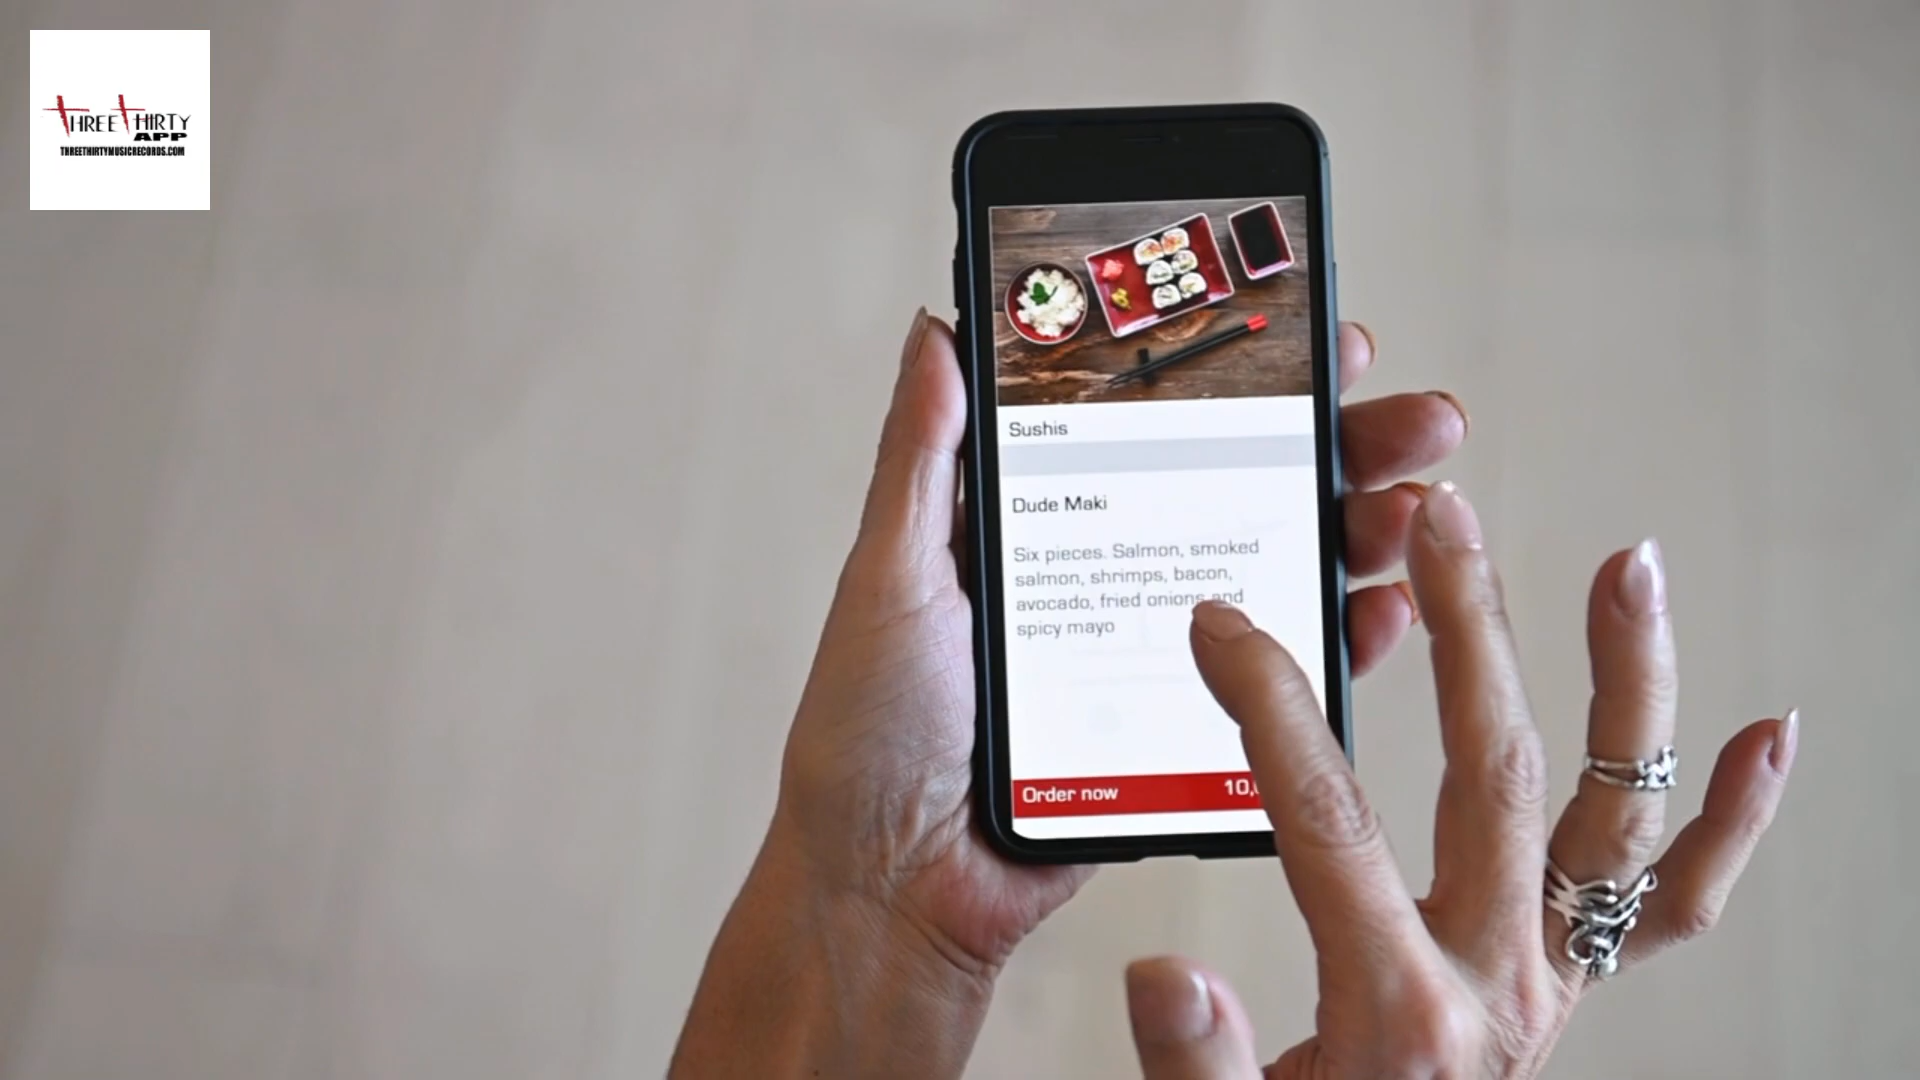 THREE THIRTY
APP
THREETHIRTYMUSICRECORDS.COM
Sushis
Dude Maki
Six pieces. Salmon, smoked
salmon, shrimps, bacon,
avocado, fried onions and
spicy mayo
Order now 10,